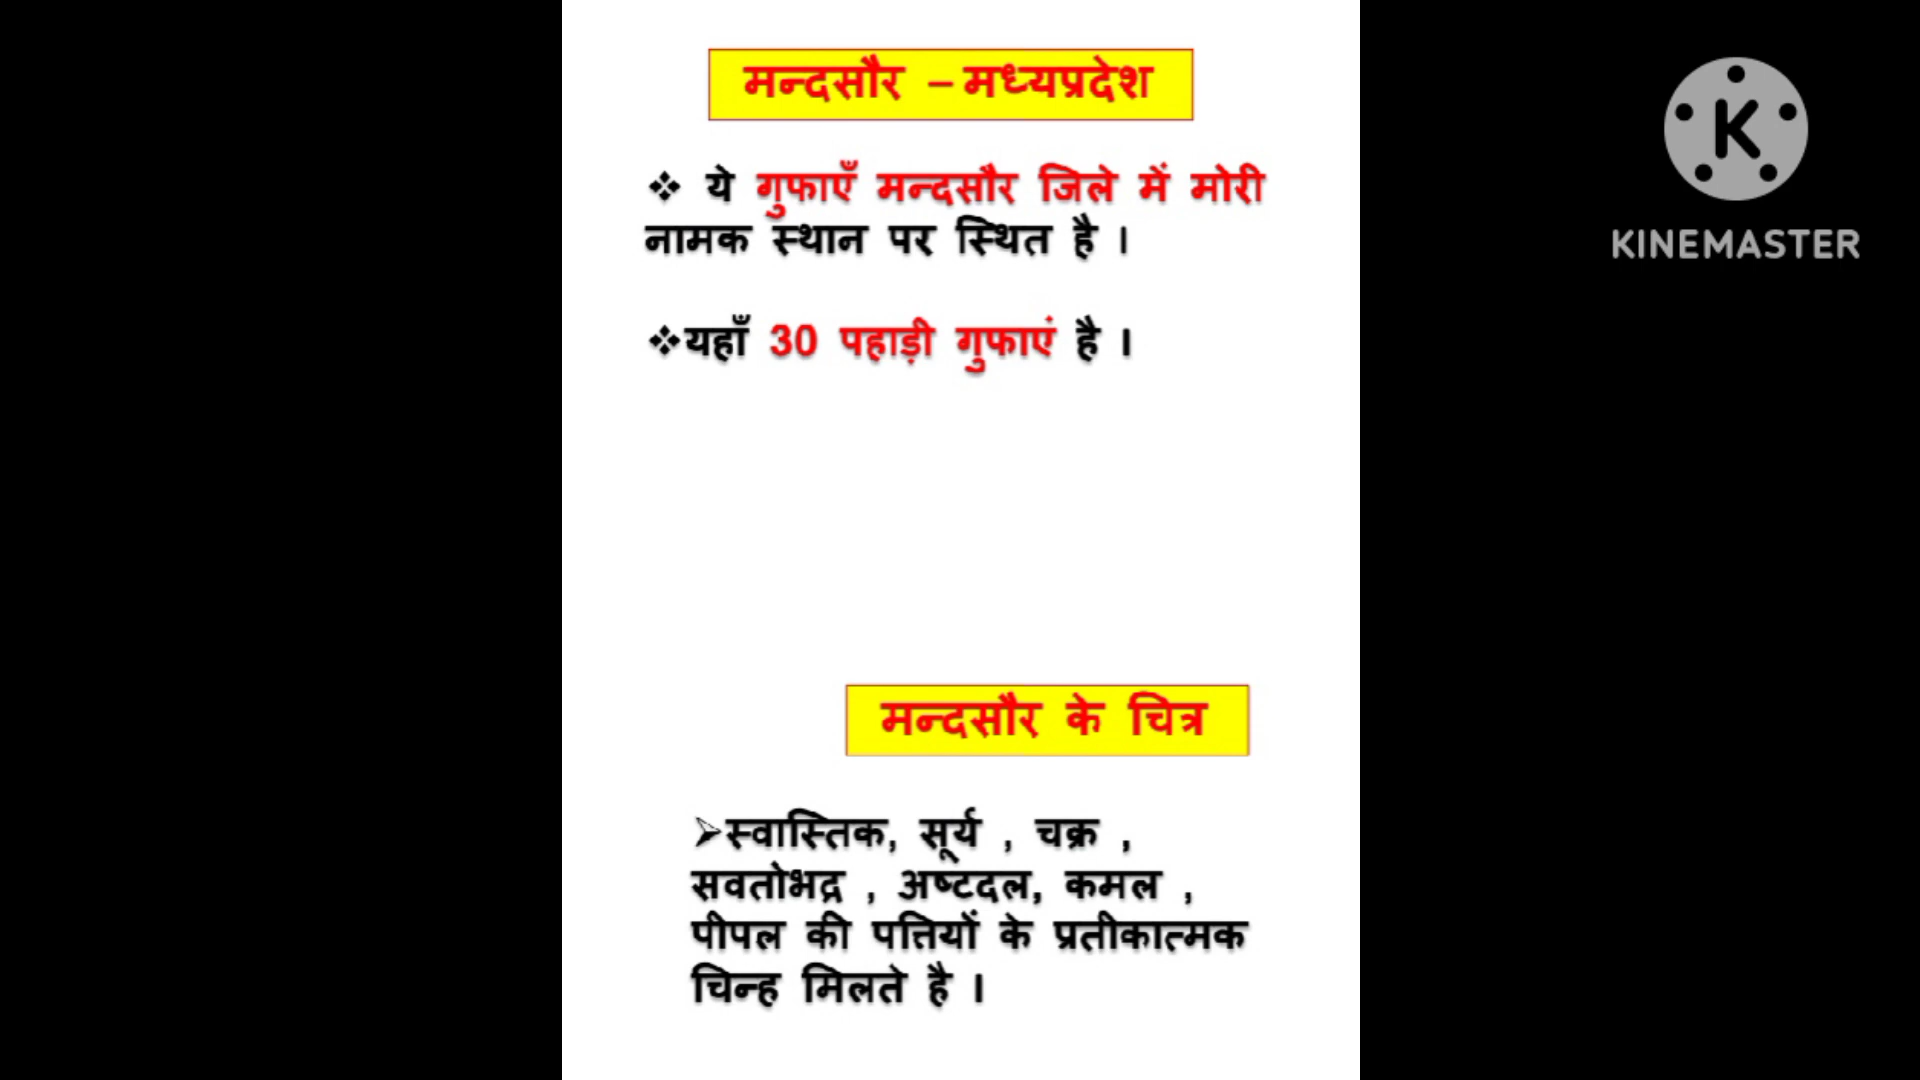 मन्दसौर – मध्यप्रदेश
❖ ये गुफाएँ मन्दसौर जिले में मोरी
नामक स्थान पर स्थित है ।
❖यहाँ 30 पहाड़ी गुफाएं है ।
मन्दसौर के चित्र
➢स्वास्तिक, सूर्य , चक्र ,
सवतोभद्र , अष्टदल, कमल ,
पीपल की पत्तियों के प्रतीकात्मक
चिन्ह मिलते है ।
K
KINEMASTER